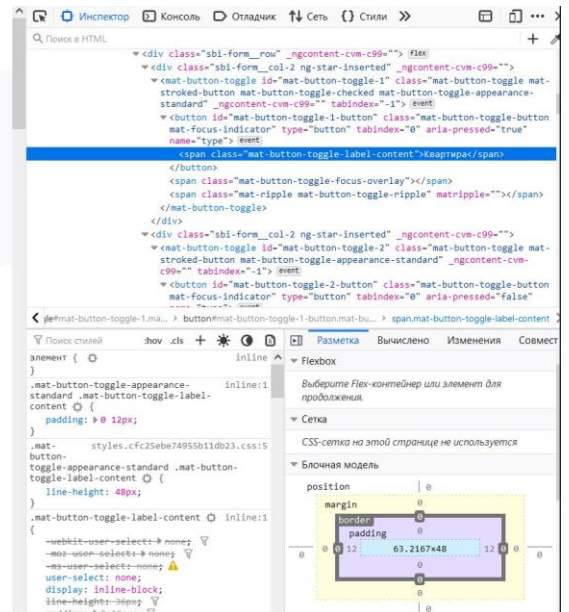 Инспектор Консоль Отладчик Сеть {} Стили
Поиск в HTML
<div class="sbi-form__row" _ngcontent-cvm-c99=""> flex
<div class="sbi-form__col-2 ng-star-inserted" _ngcontent-cvm-c99="">
<mat-button-toggle id="mat-button-toggle-1" class="mat-button-toggle mat-
stroked-button mat-button-toggle-checked mat-button-toggle-appearance-
standard" _ngcontent-cvm-c99="" tabindex="-1"> event
<button id="mat-button-toggle-1-button" class="mat-button-toggle-button
mat-focus-indicator" type="button" tabindex="0" aria-pressed="true"
name="type"> event
<span class="mat-button-toggle-label-content">Квартира</span>
</button>
<span class="mat-button-toggle-focus-overlay"></span>
<span class="mat-ripple mat-button-toggle-ripple" matripple=""></span>
</mat-button-toggle>
</div>
<div class="sbi-form__col-2 ng-star-inserted" _ngcontent-cvm-c99="">
<mat-button-toggle id="mat-button-toggle-2" class="mat-button-toggle mat-
stroked-button mat-button-toggle-appearance-standard" _ngcontent-cvm-
c99="" tabindex="-1"> event
<button id="mat-button-toggle-2-button" class="mat-button-toggle-button
mat-focus-indicator" type="button" tabindex="0" aria-pressed="false"
gle#mat-button-toggle-1.ma... > button#mat-button-toggle-1-button.mat-bu... > span.mat-button-toggle-label-content
Поиск стилей :hov .cls +
элемент { inline
}
.mat-button-toggle-appearance- inline:1
standard .mat-button-toggle-label-
content {
padding: 0 12px;
}
.mat- styles.cfc25ebe74955b11db23.css:5
button-
toggle-appearance-standard .mat-button-
toggle-label-content {
line-height: 48px;
}
.mat-button-toggle-label-content inline:1
{
-webkit-user-select: none;
-moz-user-select: none;
-ms-user-select: none;
user-select: none;
display: inline-block;
line-height: 36px;
Разметка Вычислено Изменения Совмест
Flexbox
Выберите Flex-контейнер или элемент для
продолжения.
Сетка
CSS-сетка на этой странице не используется
Блочная модель
position 0
margin 0
border 0
padding 0
0 0 0 12 63.2167×48 12 0 0 0
0
0
0
0